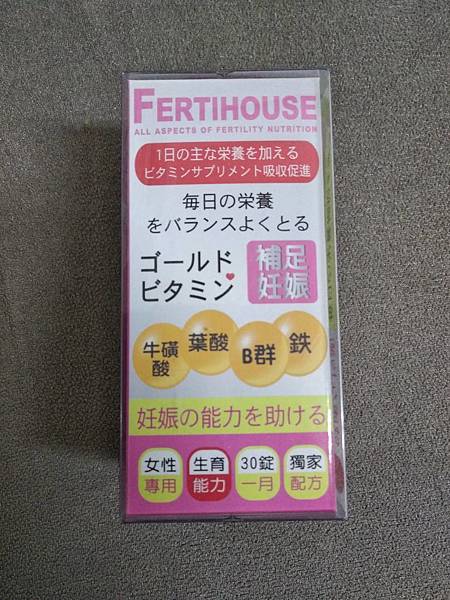 FERTIHOUSE
ALL ASPECTS OF FERTILITY NUTRITION
1日の主な栄養を加える
ビタミンサプリメント吸収促進
毎日の栄養
をバランスよくとる
ゴールド
ビタミン
補足
妊娠
牛磺
酸
葉酸
B群
鉄
妊娠の能力を助ける
女性
專用
生育
能力
30錠
一月
獨家
配方